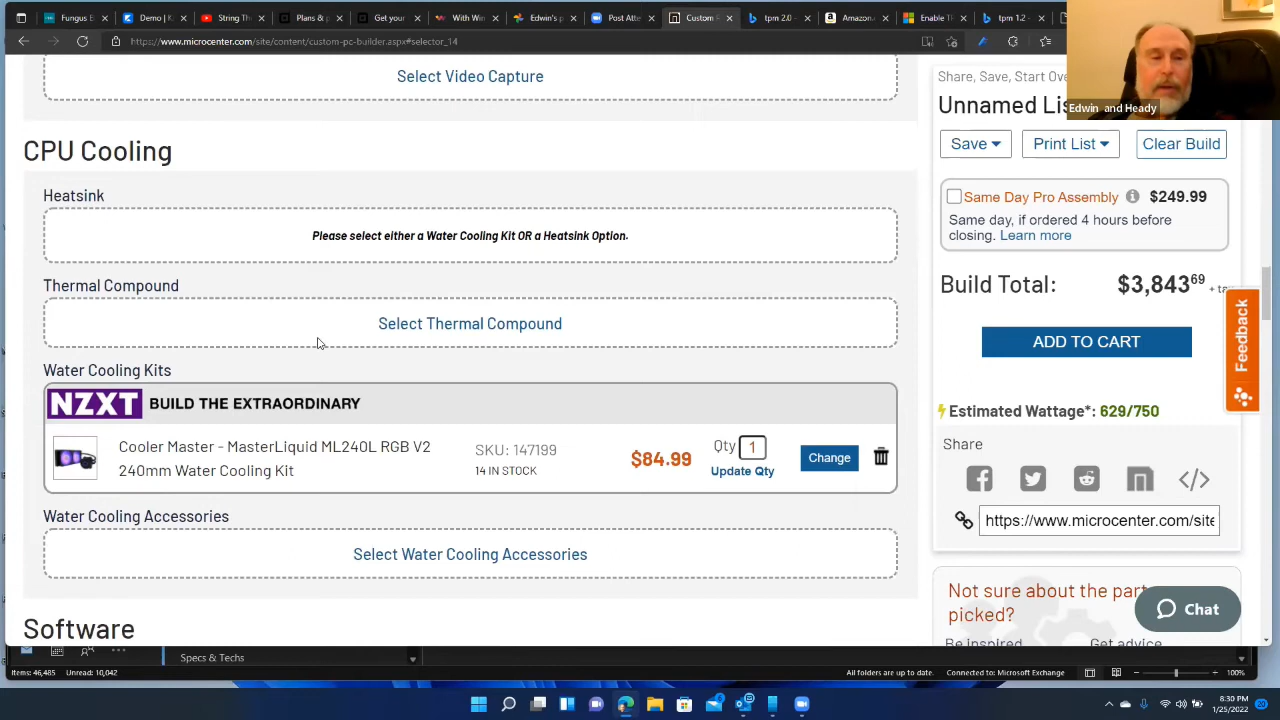 Fungus E
Demo | K
String The
Plans & p
Get your
With Win
Edwin's p
Post Atte
Custom P
tpm 2.0 -
Amazon.
Enable T
tpm 1.2 -
https://www.microcenter.com/site/content/custom-pc-builder.aspx#selector_14
Edwin and Heady
Select Video Capture
CPU Cooling
Heatsink
Please select either a Water Cooling Kit OR a Heatsink Option.
Thermal Compound
Select Thermal Compound
Water Cooling Kits
NZXT BUILD THE EXTRAORDINARY
Cooler Master - MasterLiquid ML240L RGB V2
240mm Water Cooling Kit
SKU: 147199
14 IN STOCK
$84.99
Qty 1
Update Qty
Change
Water Cooling Accessories
Select Water Cooling Accessories
Software
Share, Save, Start Ove
Unnamed Lis
Save
Print List
Clear Build
Same Day Pro Assembly $249.99
Same day, if ordered 4 hours before
closing. Learn more
Build Total: $3,843 69 + ta
ADD TO CART
Estimated Wattage*: 629/750
Share
https://www.microcenter.com/site
Not sure about the part
picked?
Be inspired
Get advice
Chat
Feedback
Specs & Techs
Items: 46,485 Unread: 10,042
All folders are up to date. Connected to: Microsoft Exchange
100%
8:30 PM
1/25/2022